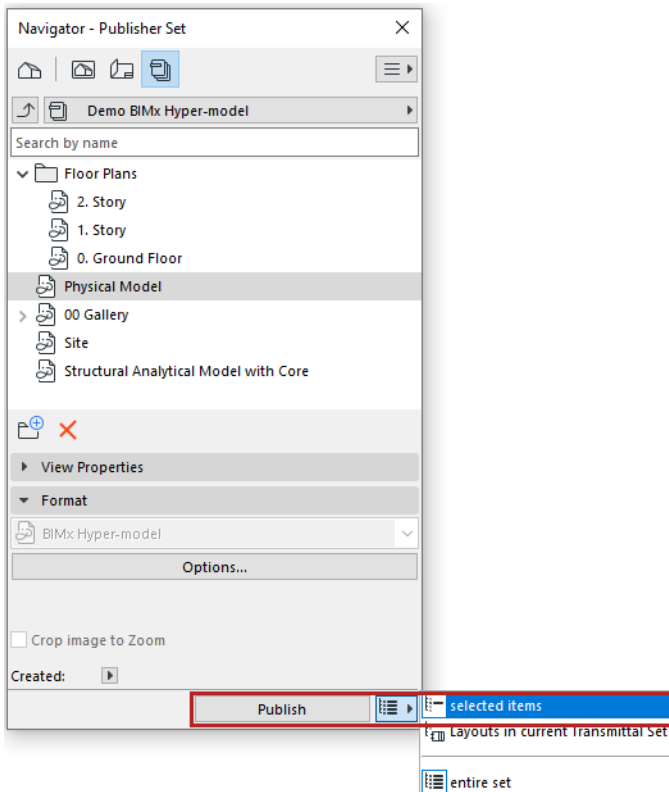 Navigator - Publisher Set
Demo BIMx Hyper-model
Search by name
Floor Plans
2. Story
1. Story
0. Ground Floor
Physical Model
00 Gallery
Site
Structural Analytical Model with Core
View Properties
Format
BIMx Hyper-model
Options...
Crop image to Zoom
Created:
Publish
selected items
Layouts in current Transmittal Set
entire set